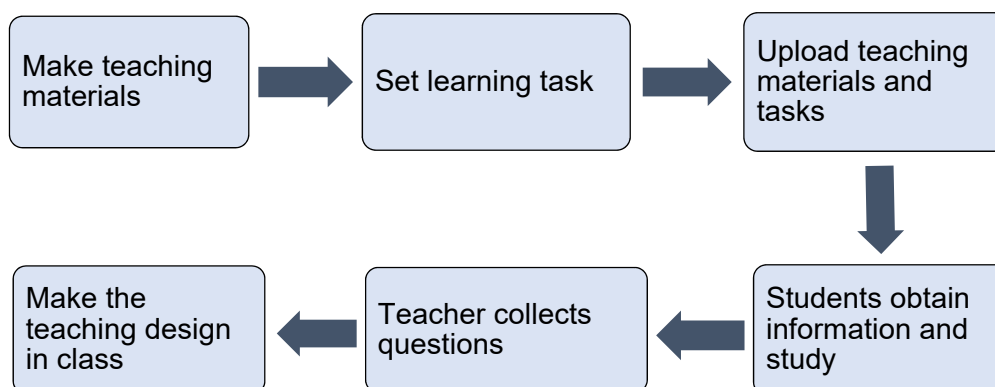 Make teaching
materials
Set learning task
Upload teaching
materials and
tasks
Students obtain
information and
study
Teacher collects
questions
Make the
teaching design
in class